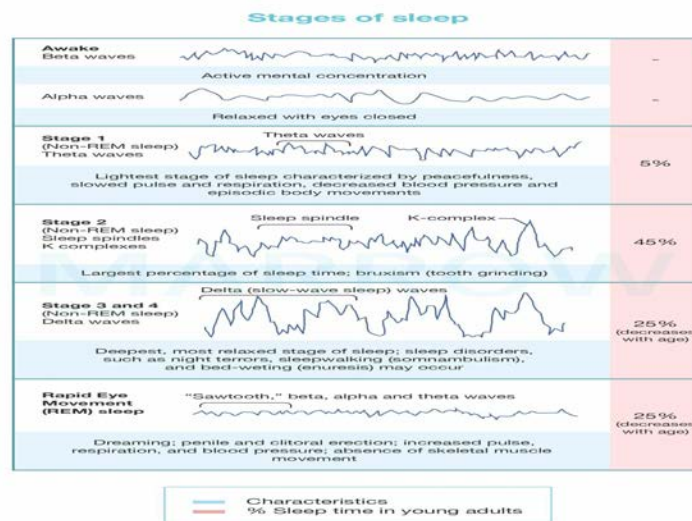 Stages of sleep
Awake
Beta waves
–
Active mental concentration
Alpha waves
–
Relaxed with eyes closed
Stage 1
(Non-REM sleep)
Theta waves
Theta waves
5%
Lightest stage of sleep characterized by peacefulness,
slowed pulse and respiration, decreased blood pressure and
episodic body movements
Stage 2
(Non-REM sleep)
Sleep spindles
K complexes
Sleep spindle
K-complex
45%
Largest percentage of sleep time; bruxism (tooth grinding)
Stage 3 and 4
(Non-REM sleep)
Delta waves
Delta (slow-wave sleep) waves
25%
(decreases
with age)
Deepest, most relaxed stage of sleep; sleep disorders,
such as night terrors, sleepwalking (somnambulism),
and bed-weting (enuresis) may occur
Rapid Eye
Movement
(REM) sleep
"Sawtooth," beta, alpha and theta waves
25%
(decreases
with age)
Dreaming; penile and clitoral erection; increased pulse,
respiration, and blood pressure; absence of skeletal muscle
movement
Characteristics
% Sleep time in young adults